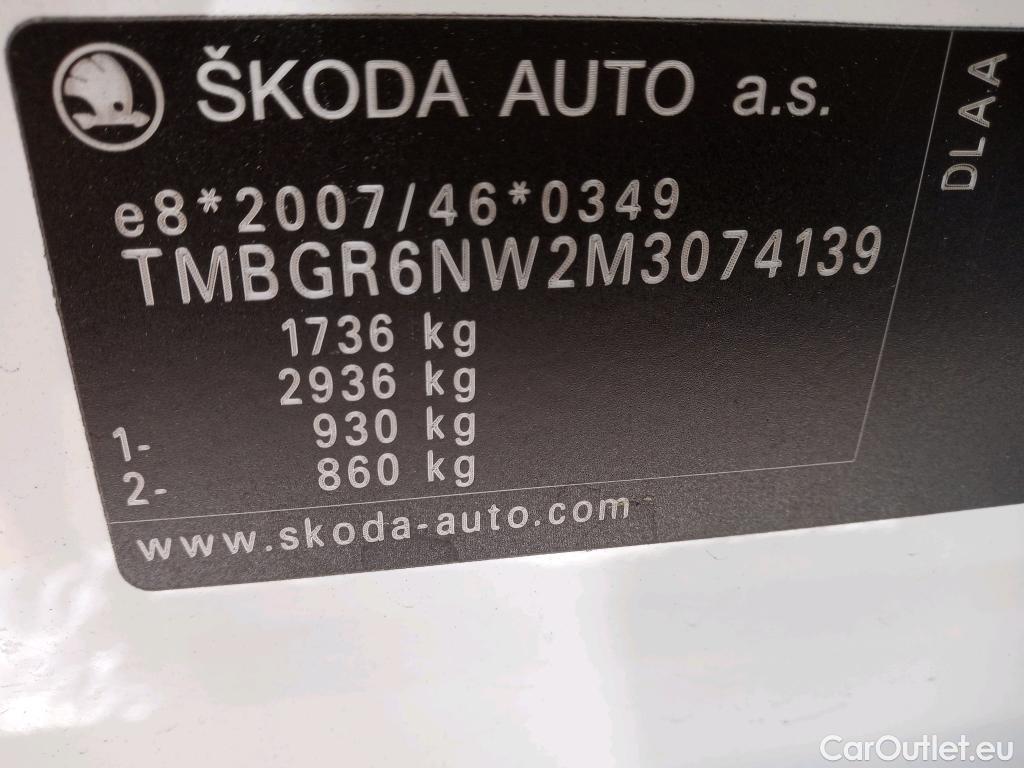 ŠKODA AUTO a.s.
DLAA
e8*2007/46*0349
TMBGR6NW2M3074139
1736 kg
2936 kg
1- 930 kg
2- 860 kg
www.skoda-auto.com
CarOutlet.eu